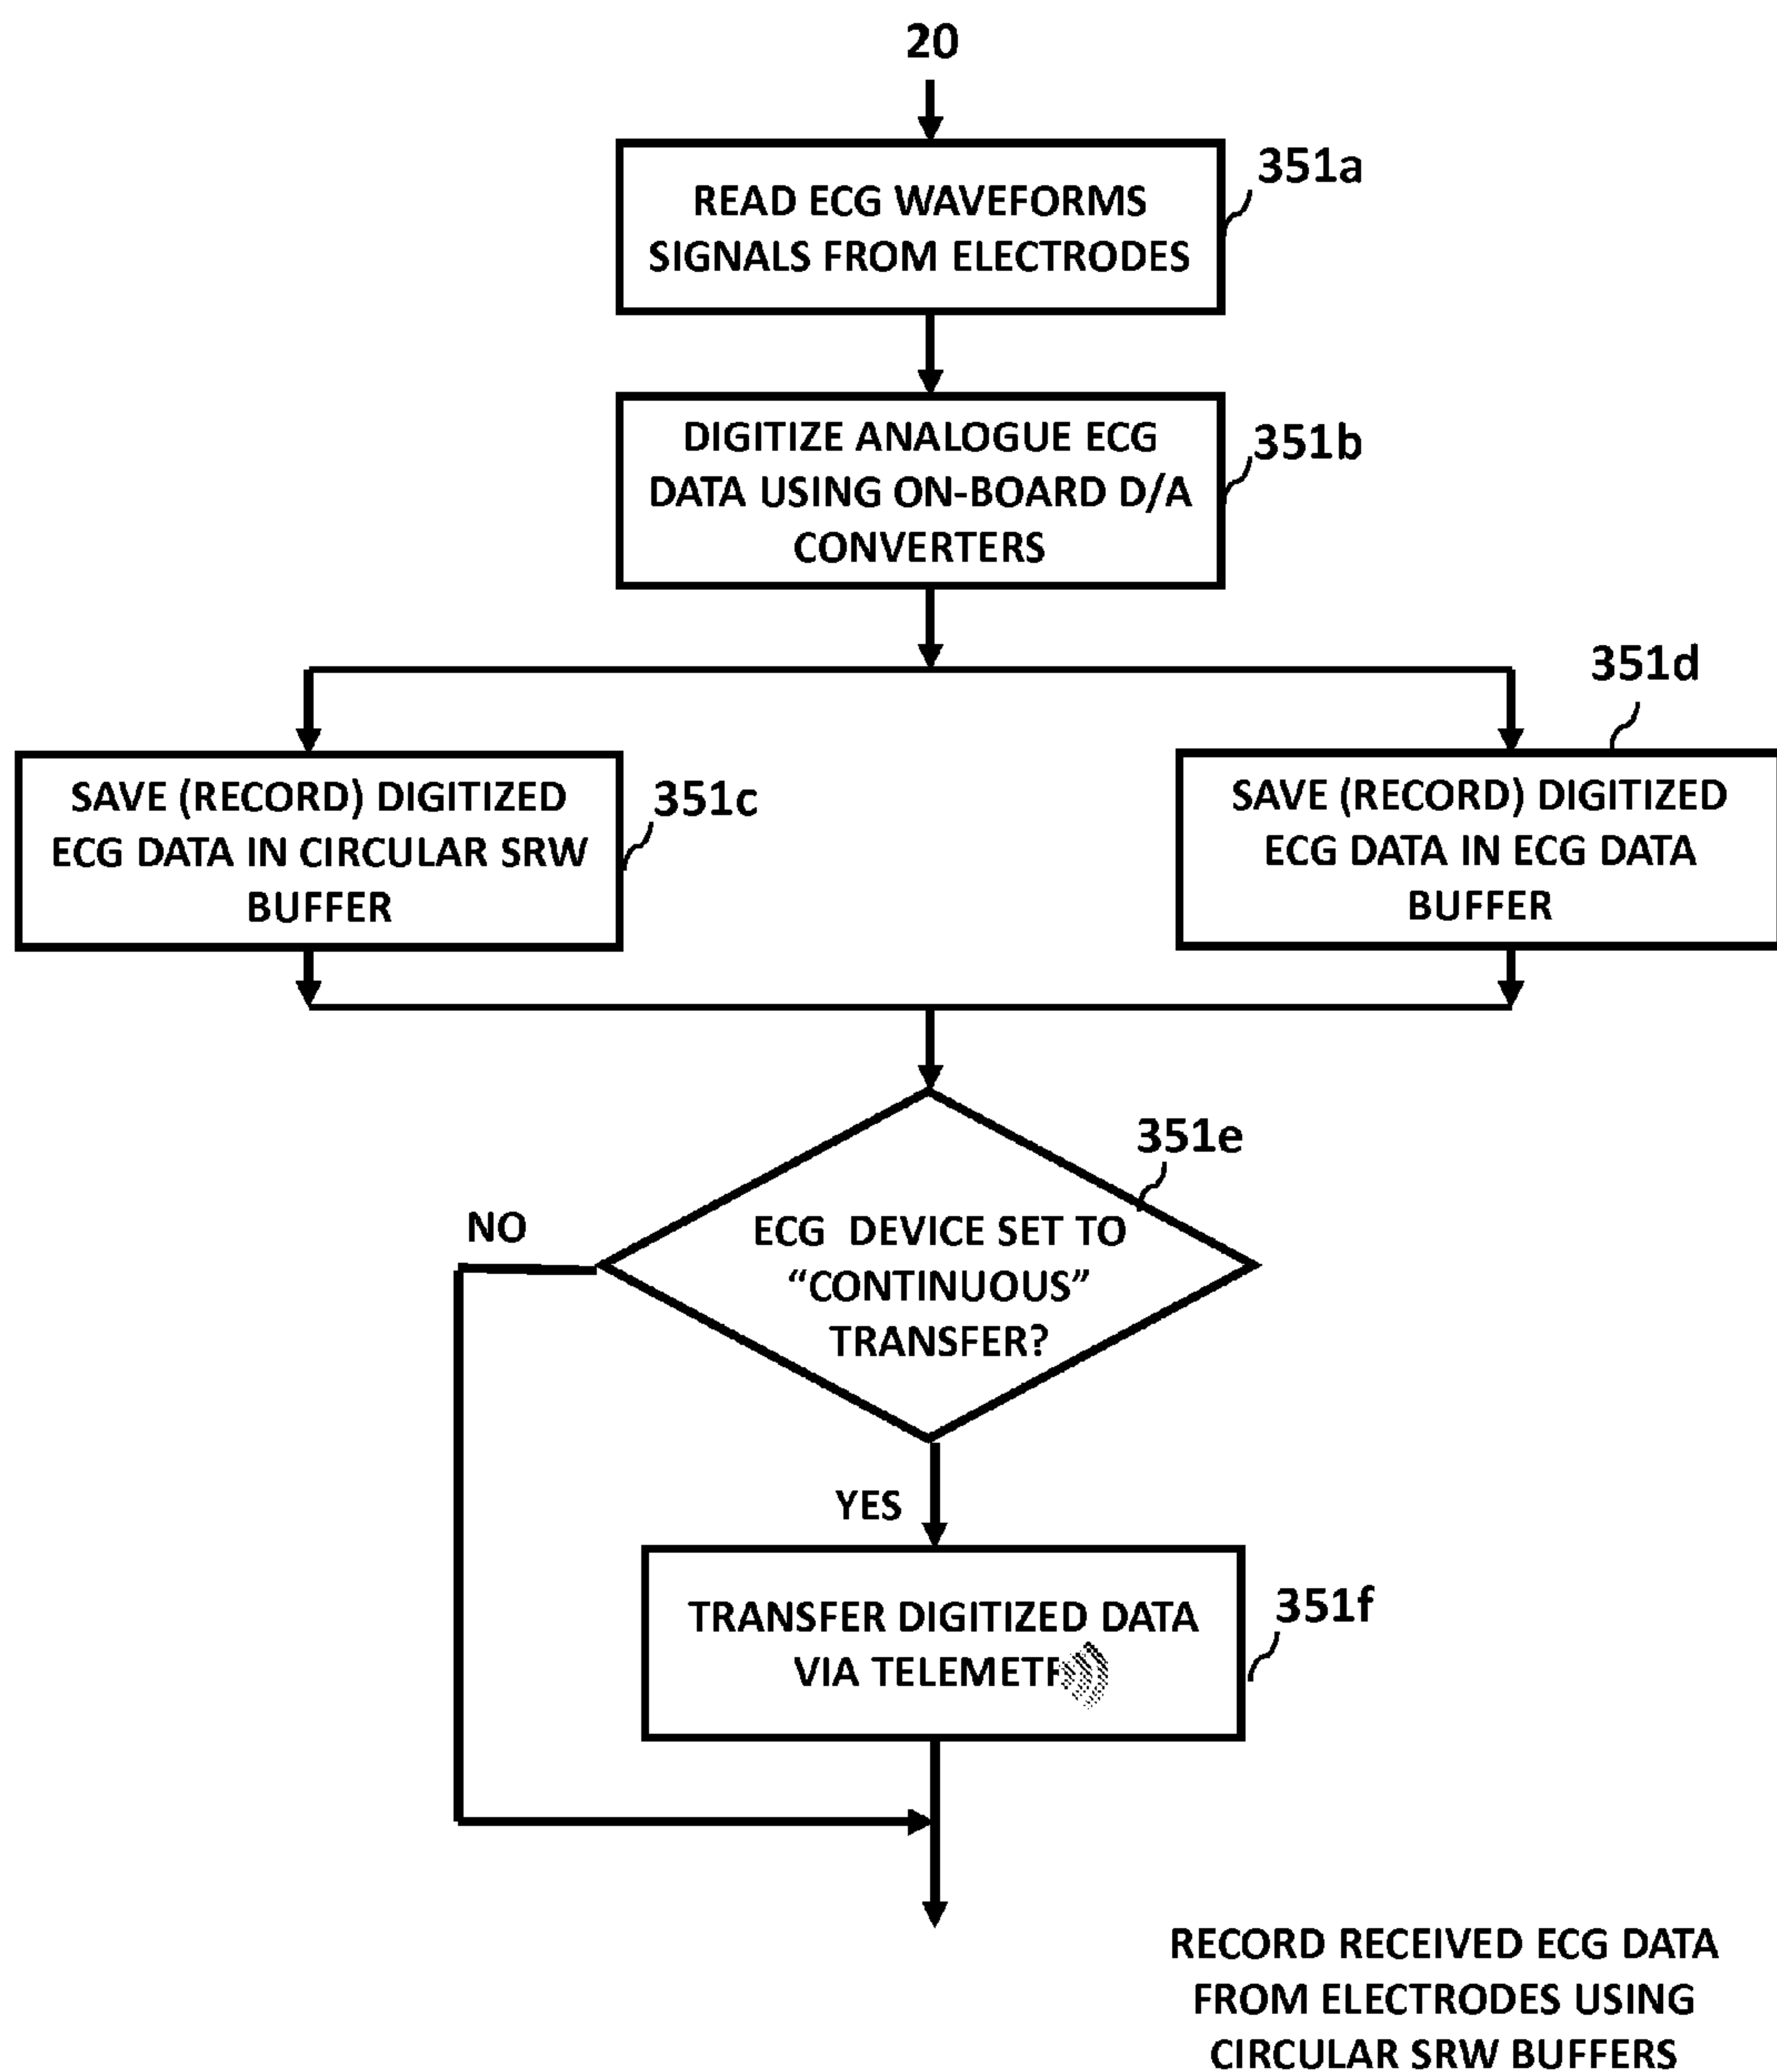 20
READ ECG WAVEFORMS
SIGNALS FROM ELECTRODES
351a
DIGITIZE ANALOGUE ECG
DATA USING ON-BOARD D/A
CONVERTERS
351b
SAVE (RECORD) DIGITIZED
ECG DATA IN CIRCULAR SRW
BUFFER
351c
351d
SAVE (RECORD) DIGITIZED
ECG DATA IN ECG DATA
BUFFER
351e
ECG DEVICE SET TO
“CONTINUOUS”
TRANSFER?
NO
YES
TRANSFER DIGITIZED DATA
VIA
351f
RECORD RECEIVED ECG DATA
FROM ELECTRODES USING
CIRCULAR SRW BUFFERS